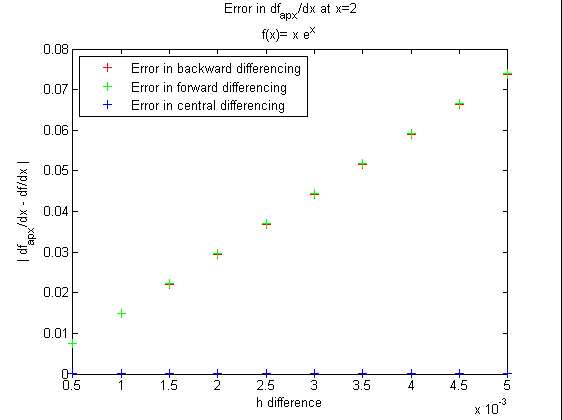 Error in df_apx/dx at x=2
f(x)= x e^x
0.08
0.07
0.06
0.05
0.04
0.03
0.02
0.01
0
| df_apx/dx - df/dx |
Error in backward differencing
Error in forward differencing
Error in central differencing
0.5 1 1.5 2 2.5 3 3.5 4 4.5 5
h difference
x 10^-3